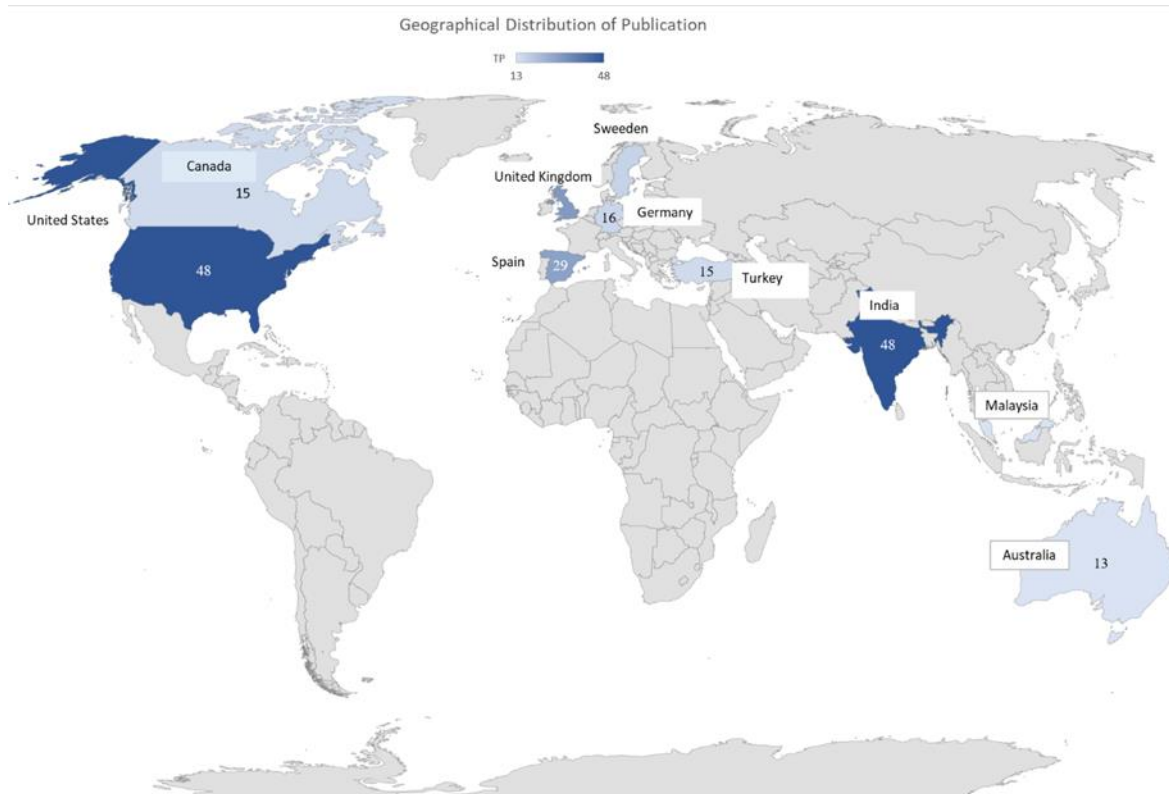 Geographical Distribution of Publication
TP
13 48
Sweeden
Canada
United Kingdom
15
United States
16
Germany
48
Spain
29
15
Turkey
India
48
Malaysia
Australia
13